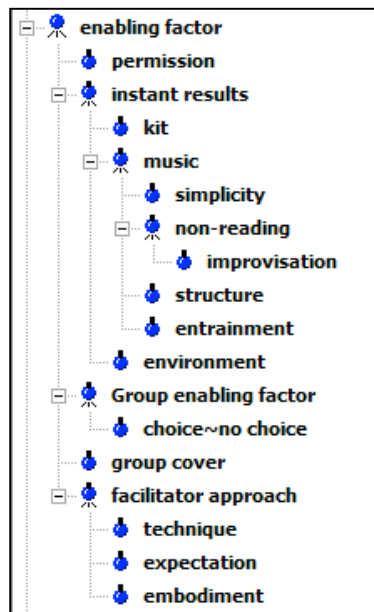 enabling factor
permission
instant results
kit
music
simplicity
non-reading
improvisation
structure
entrainment
environment
Group enabling factor
choice~no choice
group cover
facilitator approach
technique
expectation
embodiment